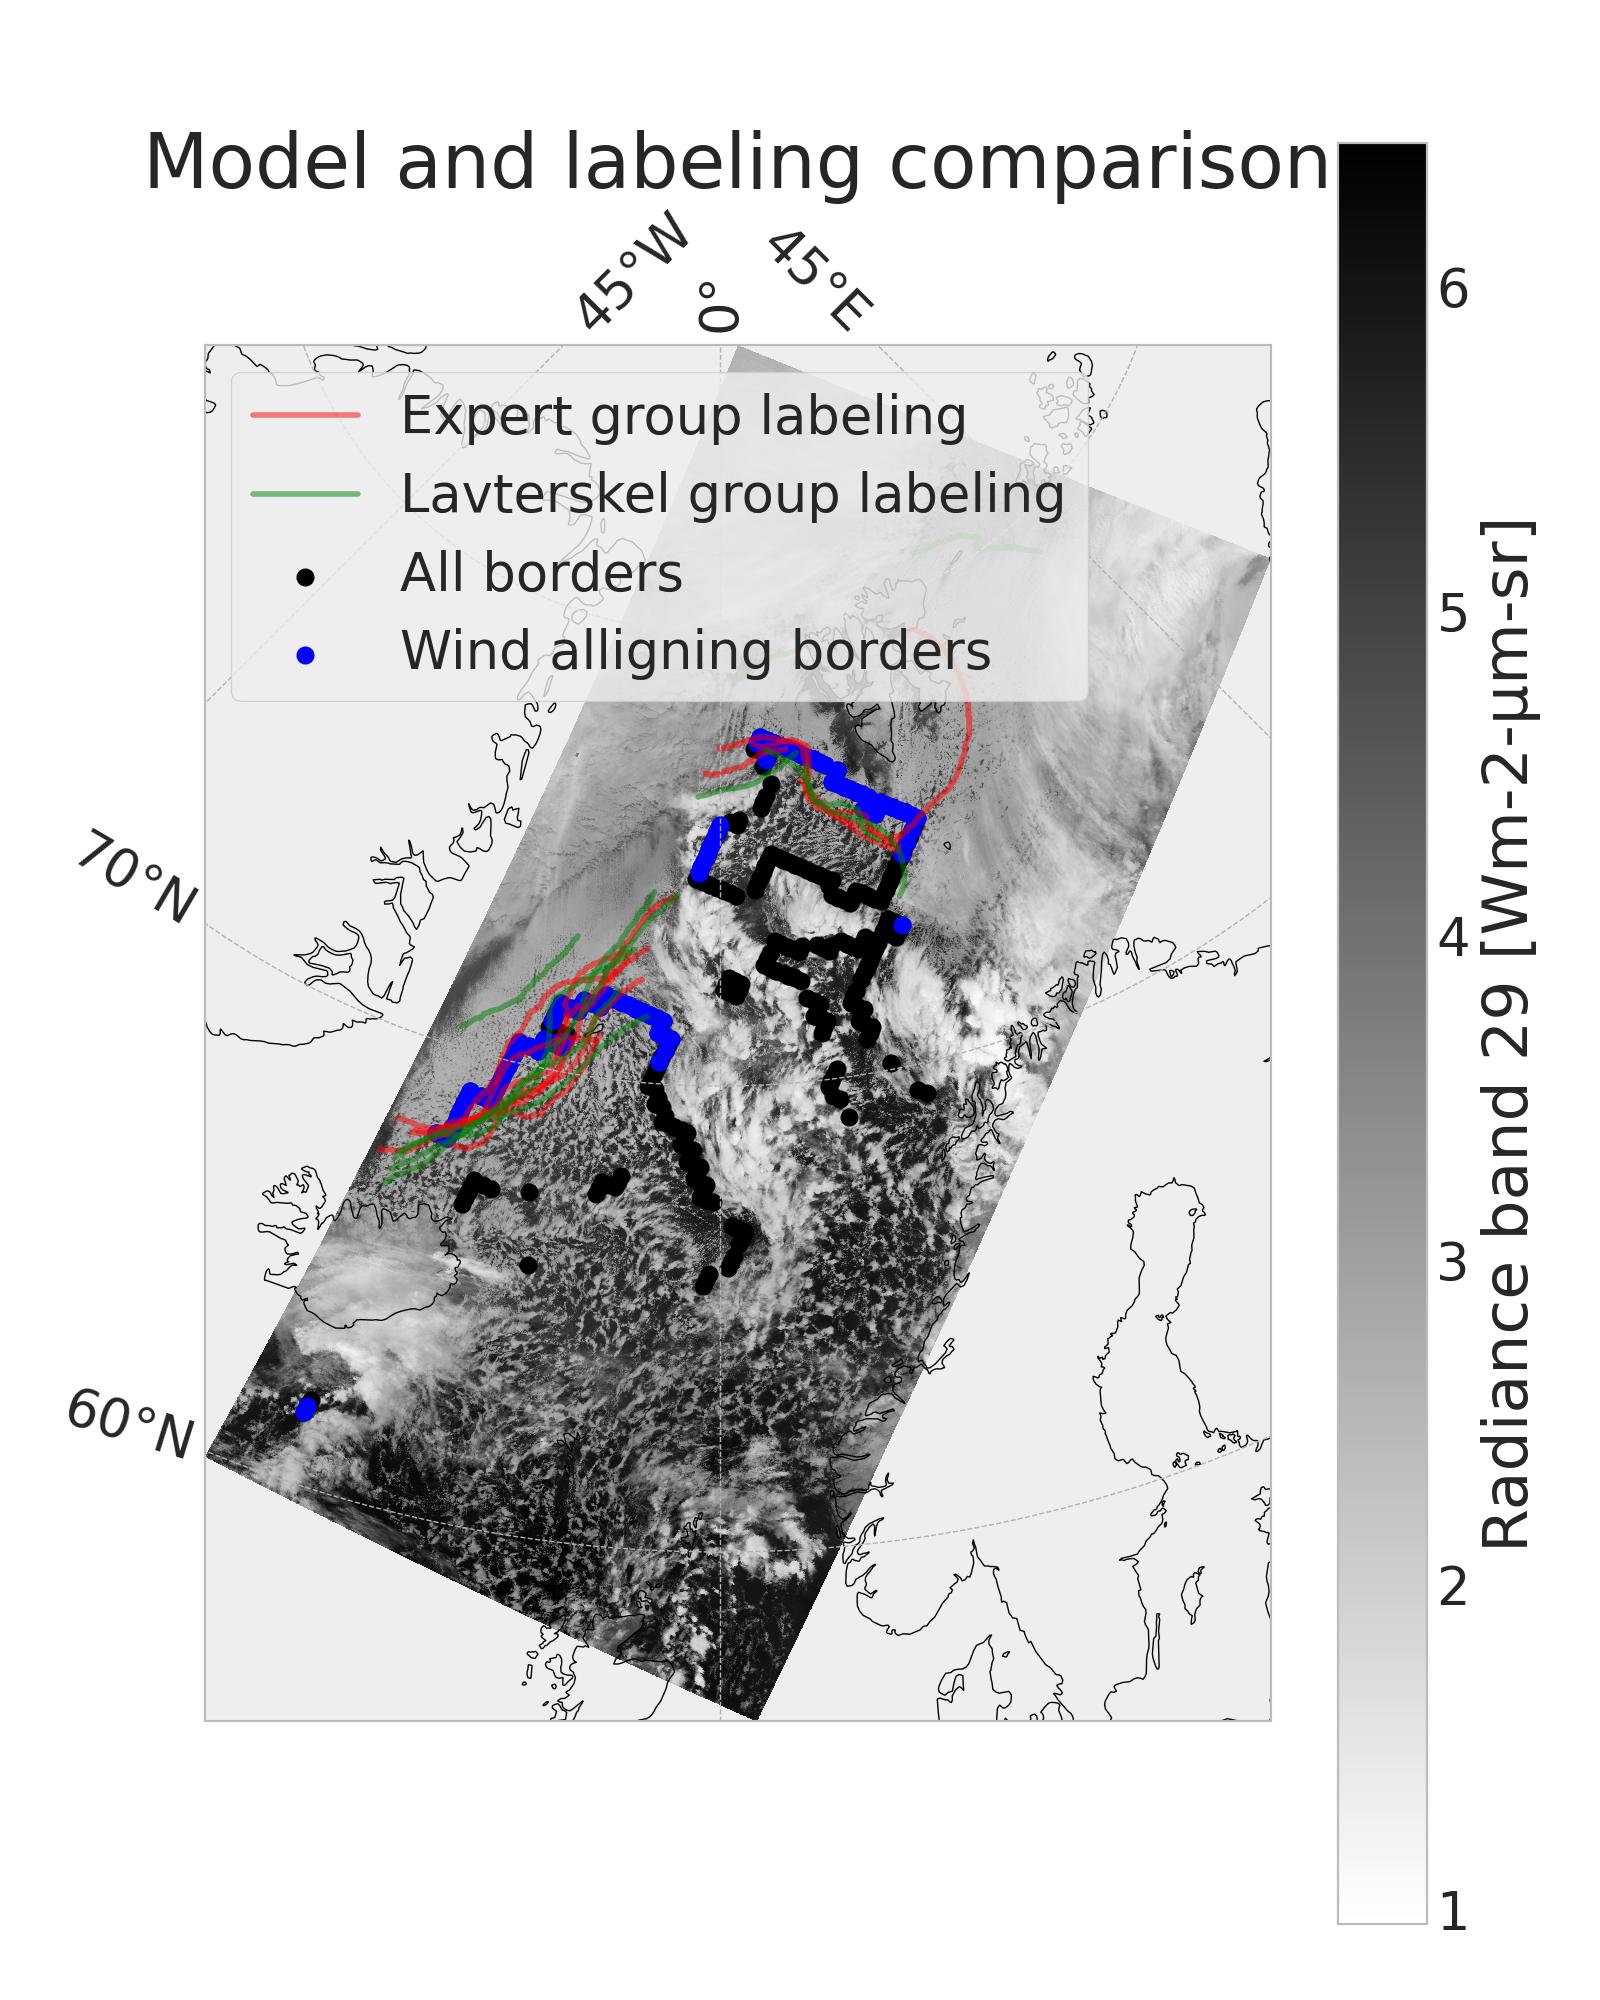 Model and labeling comparison
45°W
0°
45°E
Expert group labeling
Lavterskel group labeling
All borders
Wind alligning borders
70°N
60°N
6
5
4
3
2
1
Radiance band 29 [Wm-2-µm-sr]